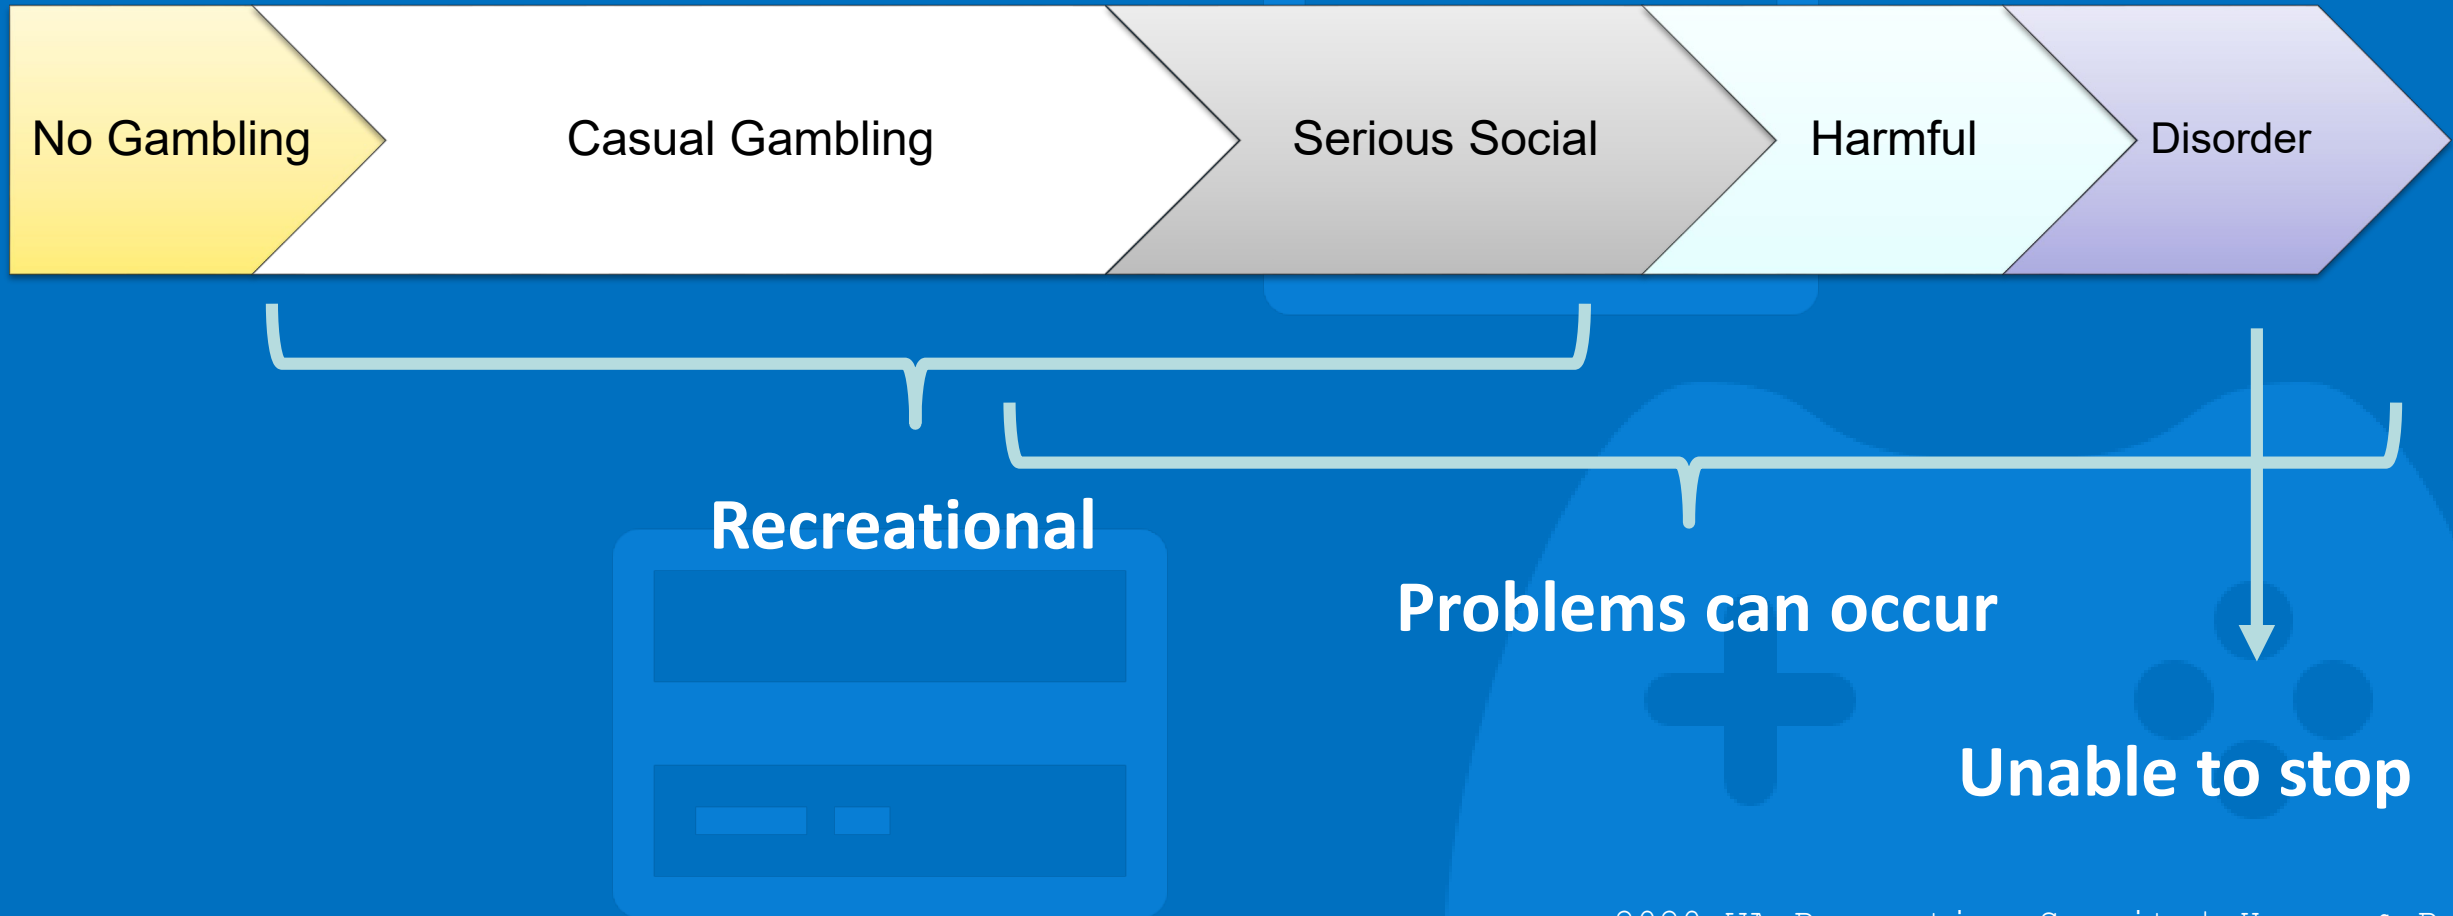 No Gambling
Casual Gambling
Serious Social
Harmful
Disorder
Recreational
Problems can occur
Unable to stop